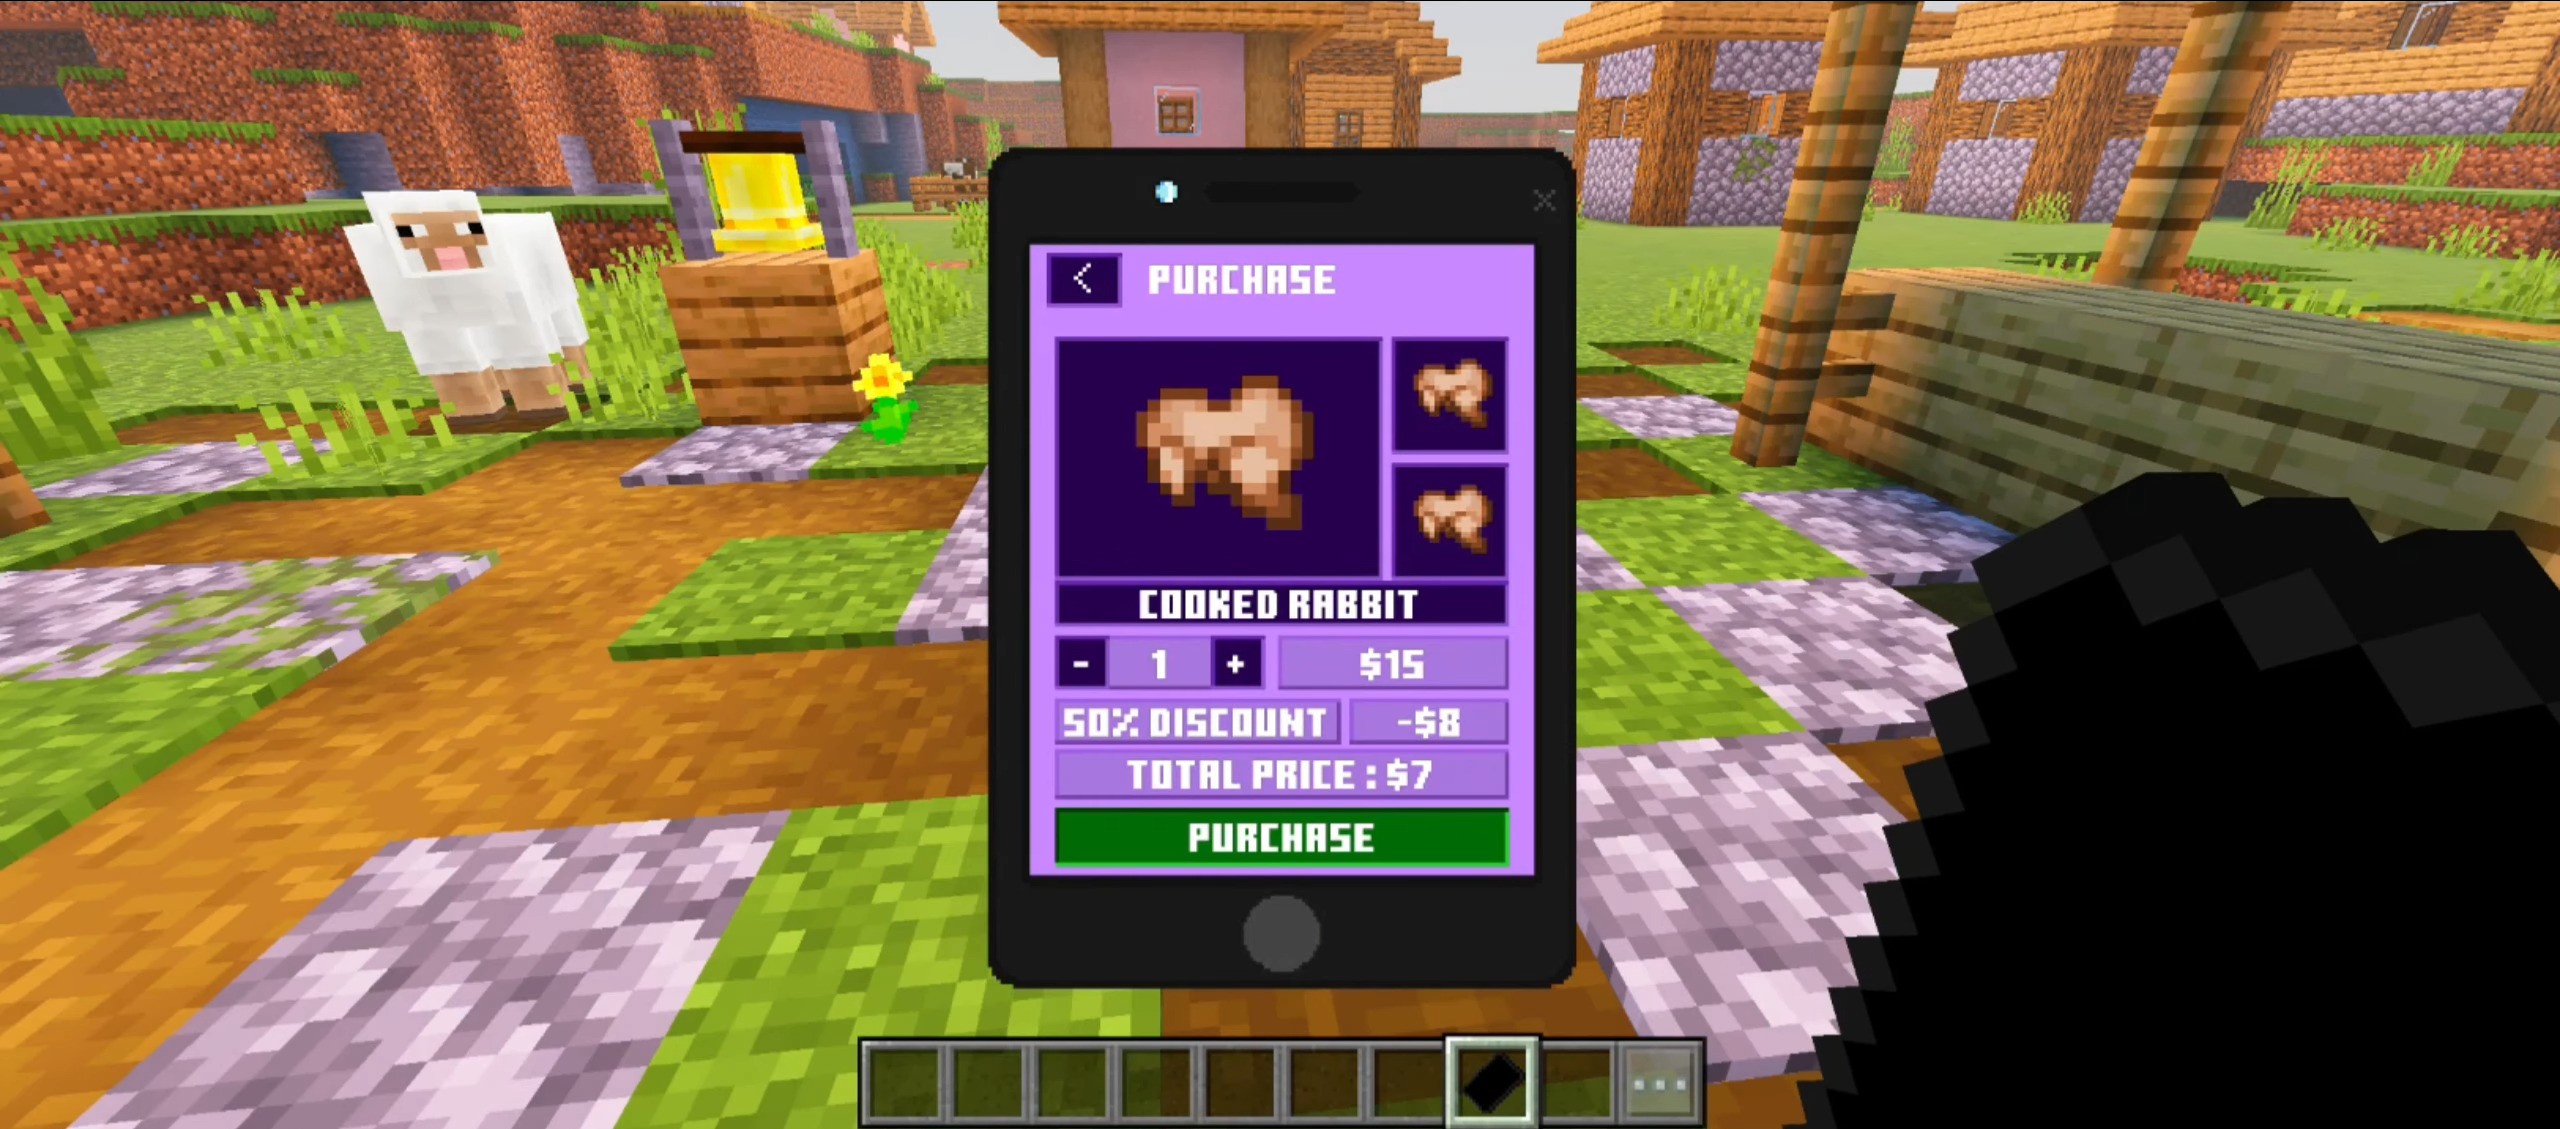 < PURCHASE
COOKED RABBIT
- 1 + $15
50% DISCOUNT -$8
TOTAL PRICE : $7
PURCHASE